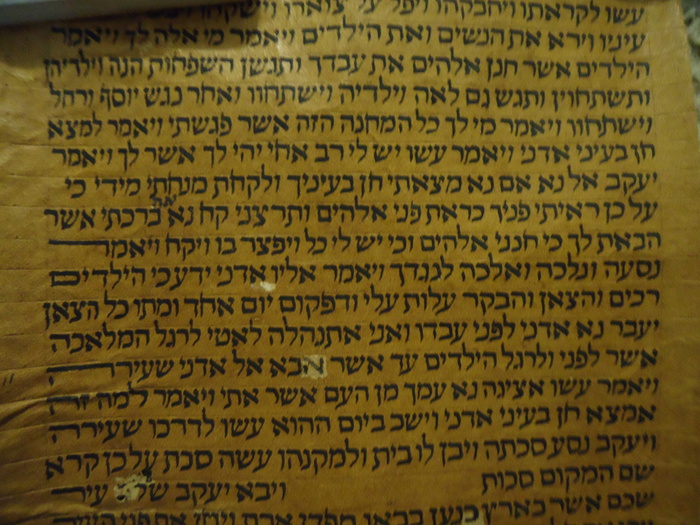 עשו לקראתו ויחבקהו ויפל על צוארו וישקהו
עיניו וירא את הנשים ואת הילדים ויאמר מי אלה לך ויאמר
הילדים אשר חנן אלהים את עבדך ותגשן השפחות הנה וילדיהן
ותשתחוין ותגש גם לאה וילדיה וישתחוו ואחר נגש יוסף ורחל
וישתחוו ויאמר מי לך כל המחנה הזה אשר פגשתי ויאמר למצא
חן בעיני אדני ויאמר עשו יש לי רב אחי יהי לך אשר לך ויאמר
יעקב אל נא אם נא מצאתי חן בעיניך ולקחת מנחתי מידי כי
על כן ראיתי פניך כראת פני אלהים ותרצני קח נא את ברכתי אשר
הבאת לך כי חנני אלהים וכי יש לי כל ויפצר בו ויקח ויאמר
נסעה ונלכה ואלכה לנגדך ויאמר אליו אדני ידע כי הילדים
רכים והצאן והבקר עלות עלי ודפקום יום אחד ומתו כל הצאן
יעבר נא אדני לפני עבדו ואני אתנהלה לאטי לרגל המלאכה
אשר לפני ולרגל הילדים עד אשר אבא אל אדני שעירה
ויאמר עשו אציגה נא עמך מן העם אשר אתי ויאמר למה זה
אמצא חן בעיני אדני וישב ביום ההוא עשו לדרכו שעירה
ויעקב נסע סכתה ויבן לו בית ולמקנהו עשה סכת על כן קרא
שם המקום סכות ויבא יעקב שלם עיר
שכם אשר בארץ כנען בבאו מפדן ארם ויחן את פני העיר